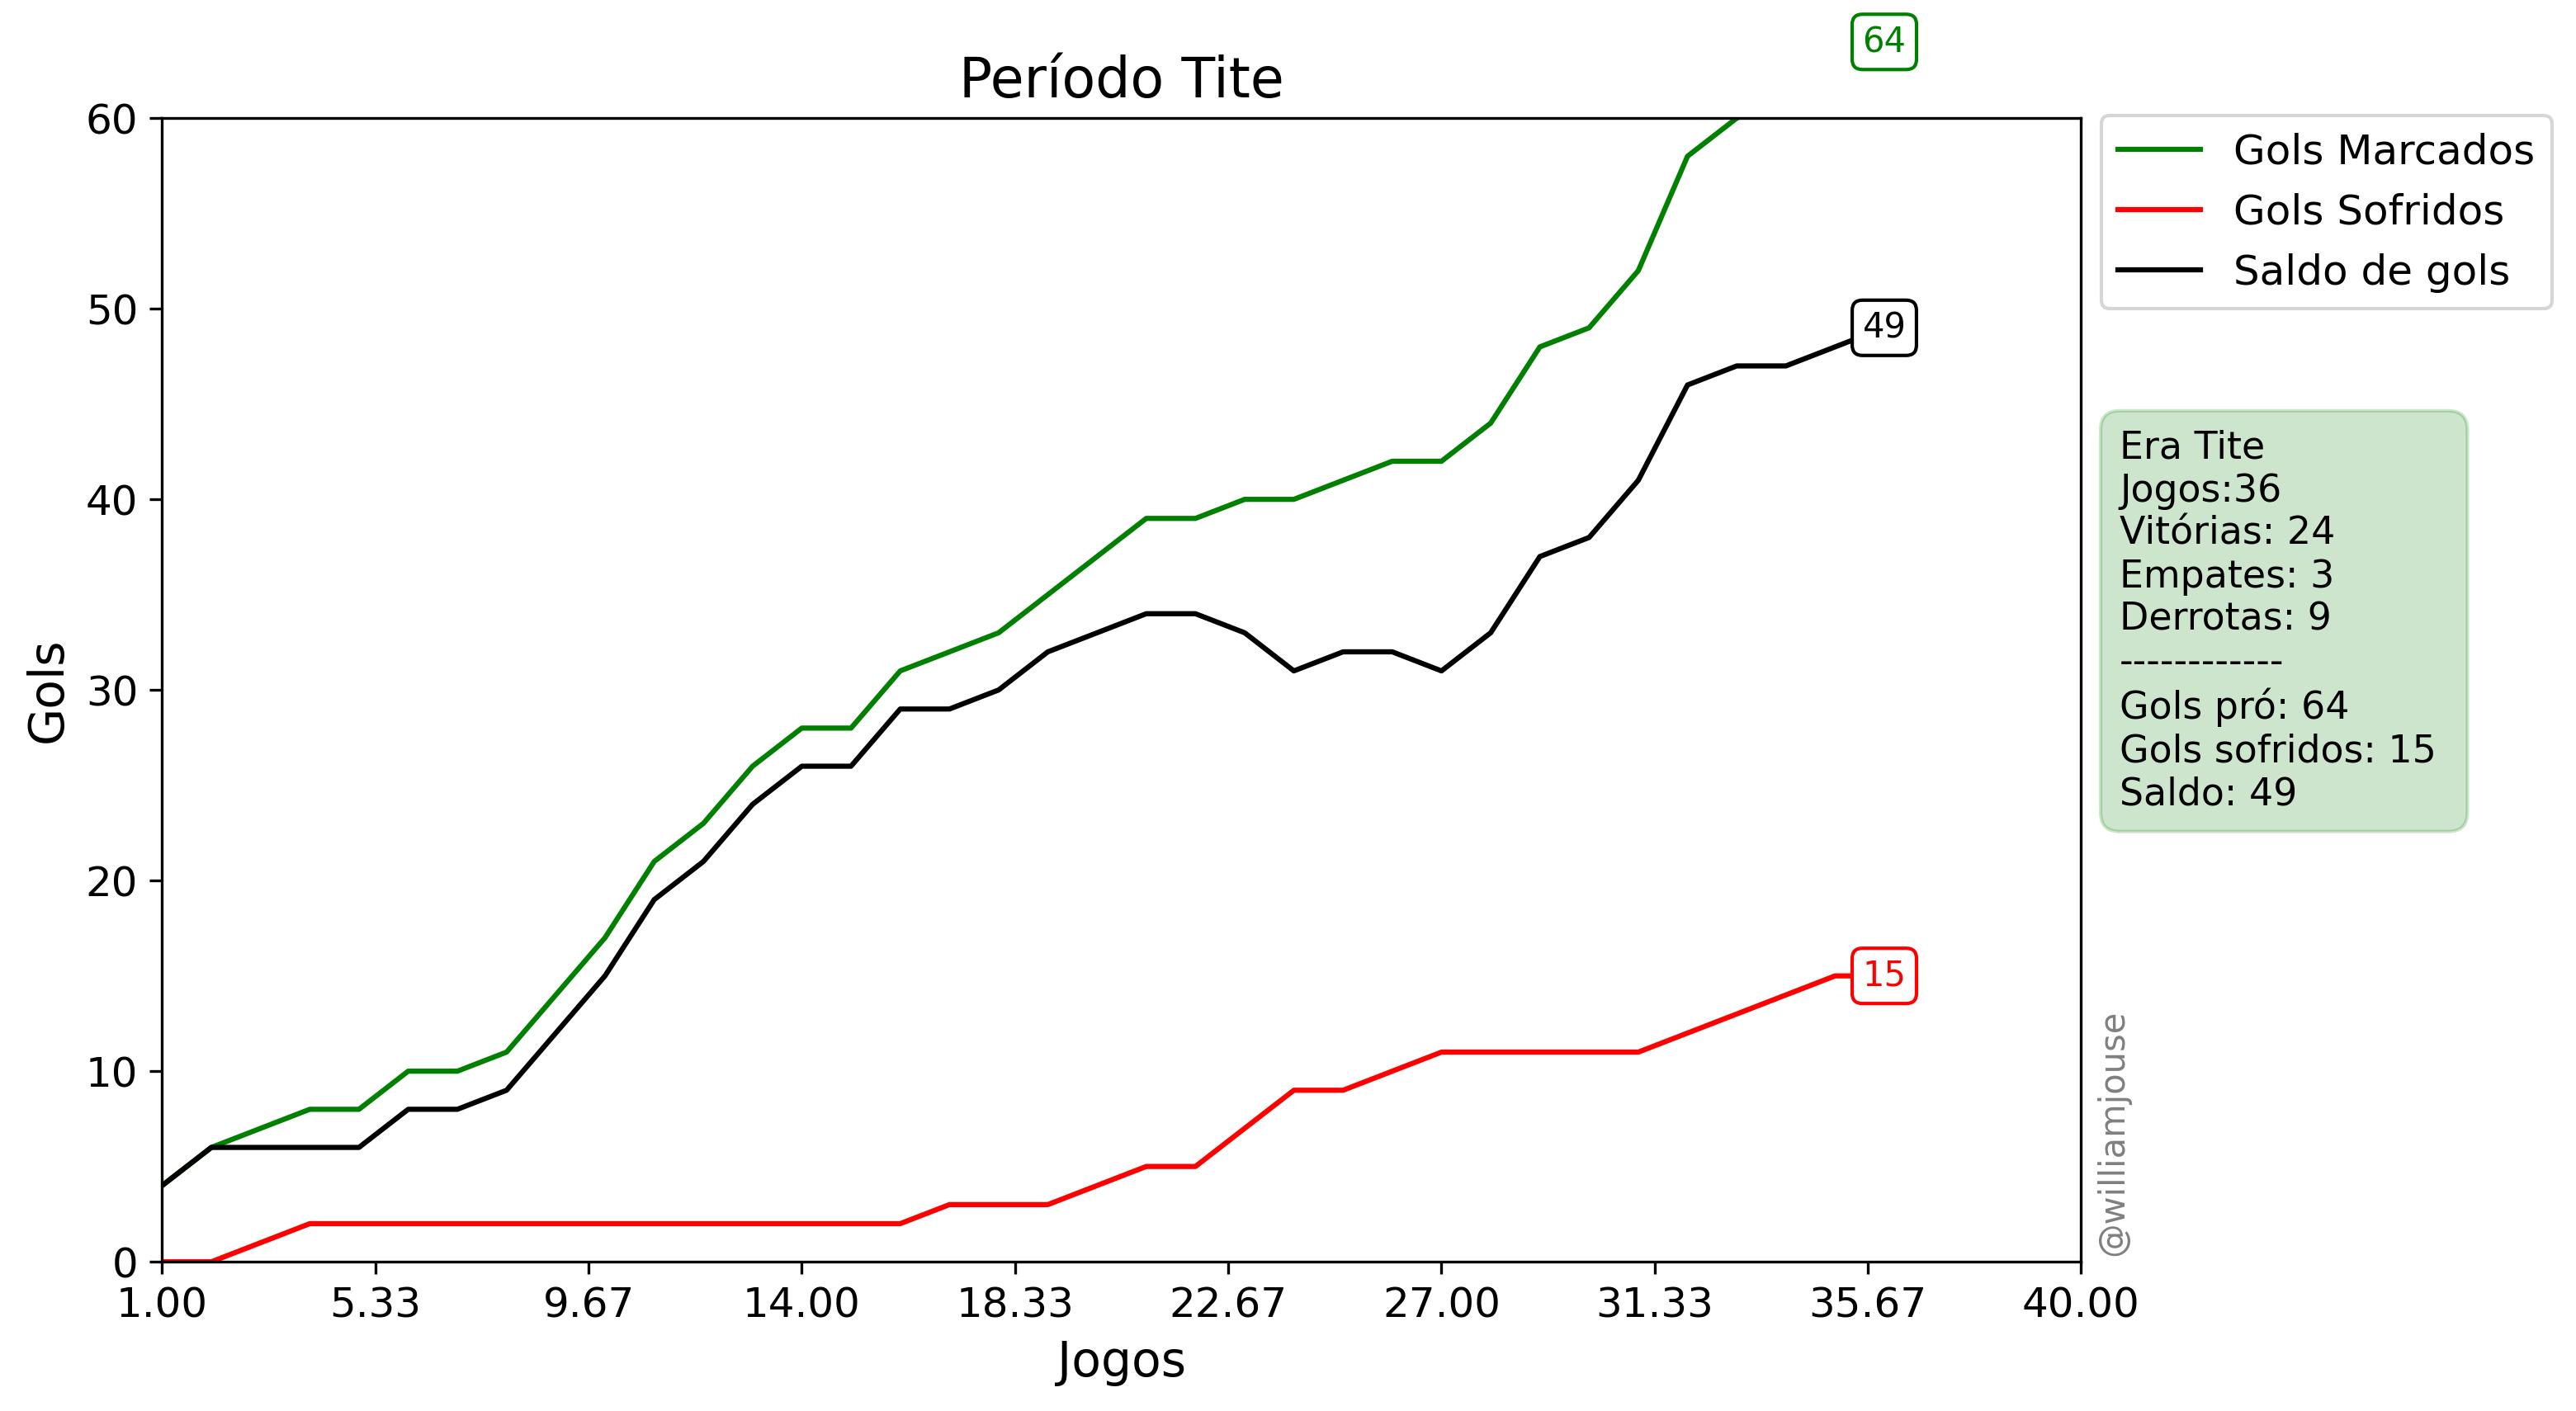 64
Período Tite
60
50
40
30
20
10
0
Gols
1.00 5.33 9.67 14.00 18.33 22.67 27.00 31.33 35.67 40.00
Jogos
49
15
Gols Marcados
Gols Sofridos
Saldo de gols
Era Tite
Jogos:36
Vitórias: 24
Empates: 3
Derrotas: 9
------------
Gols pró: 64
Gols sofridos: 15
Saldo: 49
@williamjouse